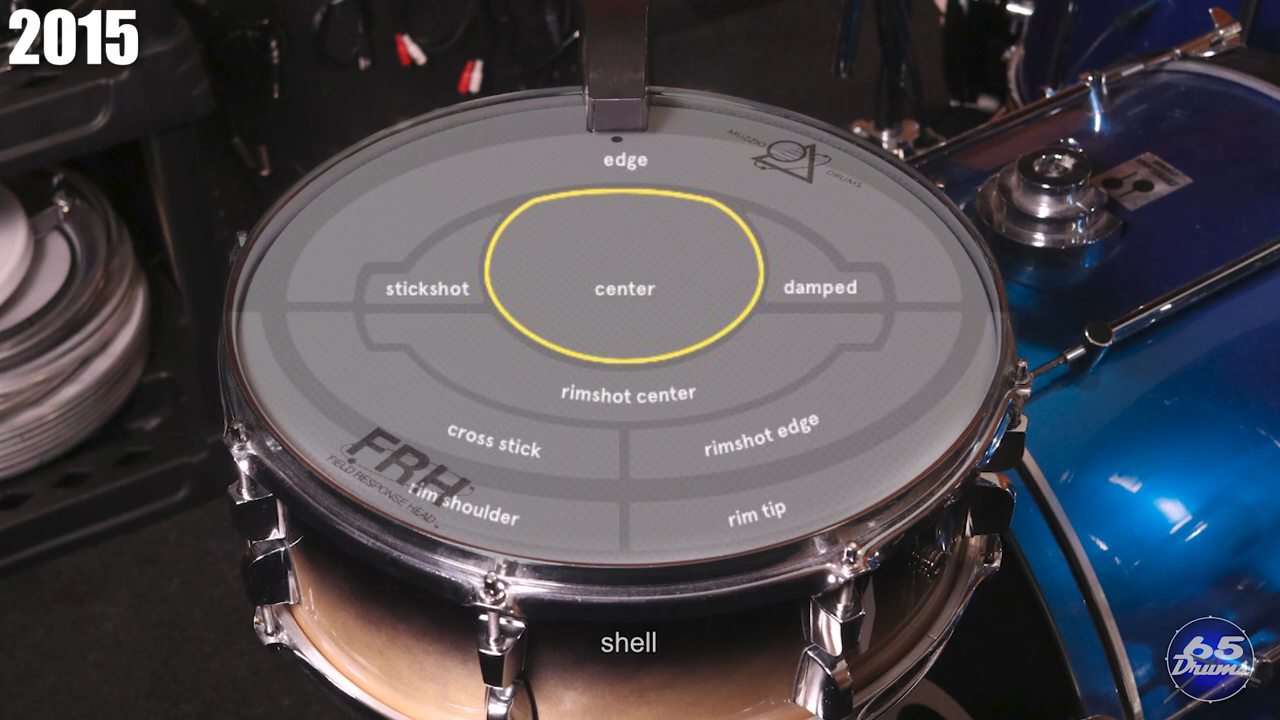 2015
MUZZIO
DRUMS
edge
stickshot
center
damped
rimshot center
cross stick
rimshot edge
FRH
FIELD RESPONSE HEAD
rim shoulder
rim tip
shell
65
Drums